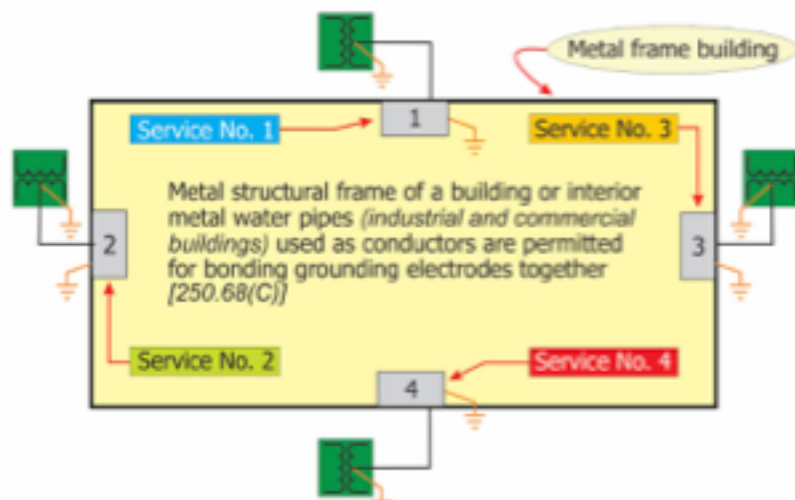 Metal frame building
Service No. 1
1
Service No. 3
Metal structural frame of a building or interior
metal water pipes (industrial and commercial
buildings) used as conductors are permitted
for bonding grounding electrodes together
[250.68(C)]
2
3
Service No. 2
Service No. 4
4